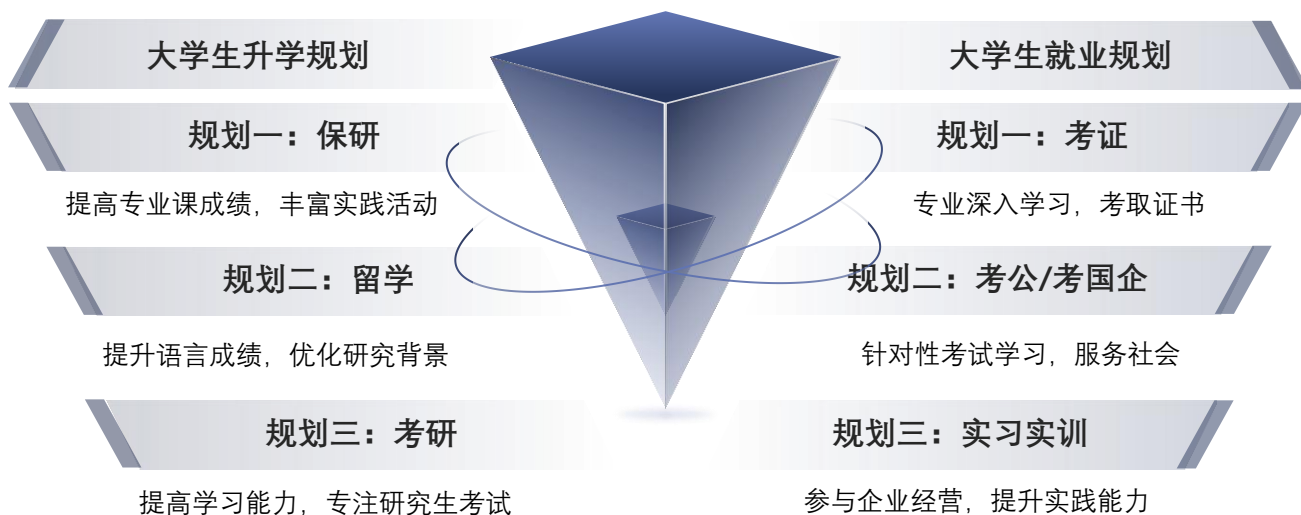 大学生升学规划
规划一：保研
提高专业课成绩，丰富实践活动
规划二：留学
提升语言成绩，优化研究背景
规划三：考研
提高学习能力，专注研究生考试
大学生就业规划
规划一：考证
专业深入学习，考取证书
规划二：考公/考国企
针对性考试学习，服务社会
规划三：实习实训
参与企业经营，提升实践能力